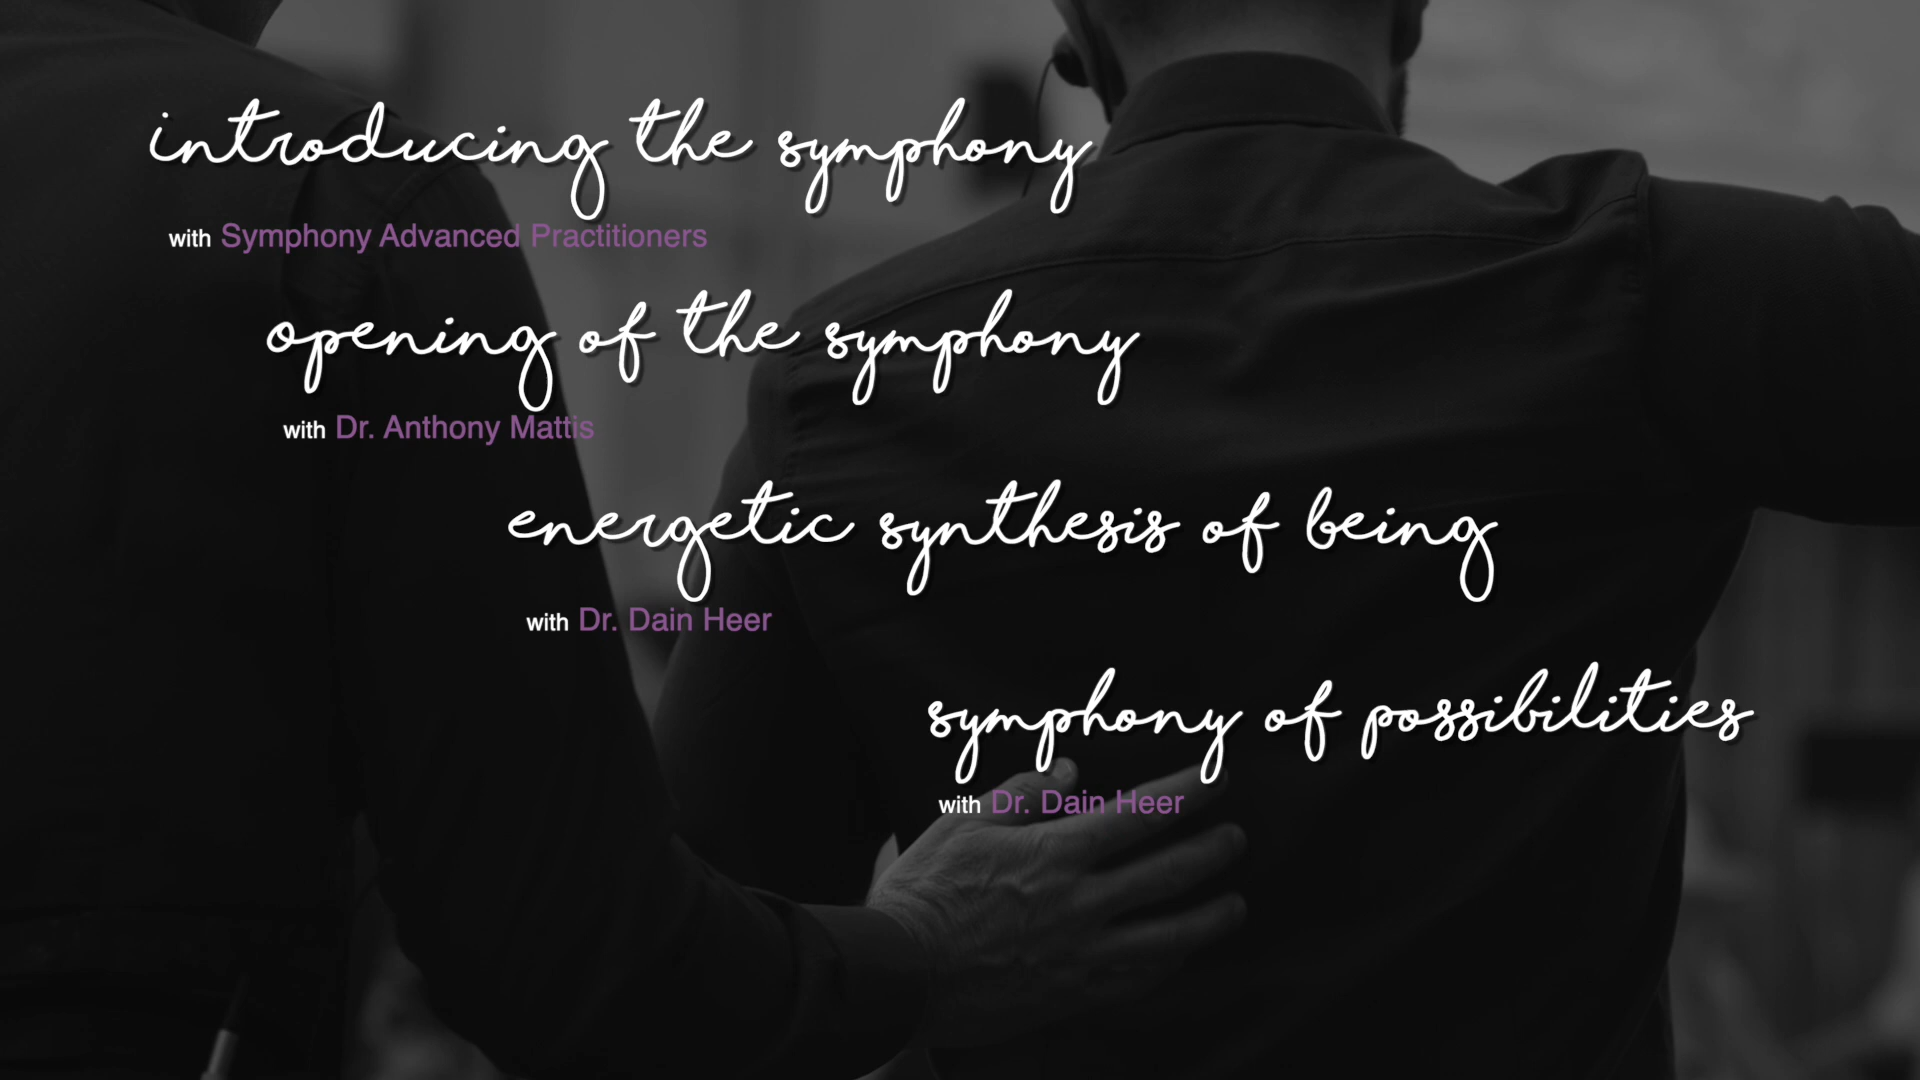 introducing the symphony
with Symphony Advanced Practitioners
opening of the symphony
with Dr. Anthony Mattis
energetic synthesis of being
with Dr. Dain Heer
symphony of possibilities
with Dr. Dain Heer